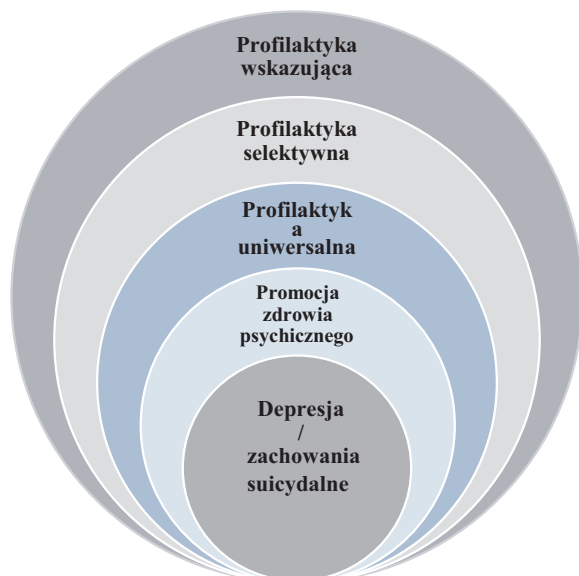 Profilaktyka
wskazująca
Profilaktyka
selektywna
Profilaktyk
a
uniwersalna
Promocja
zdrowia
psychicznego
Depresja
/
zachowania
suicydalne